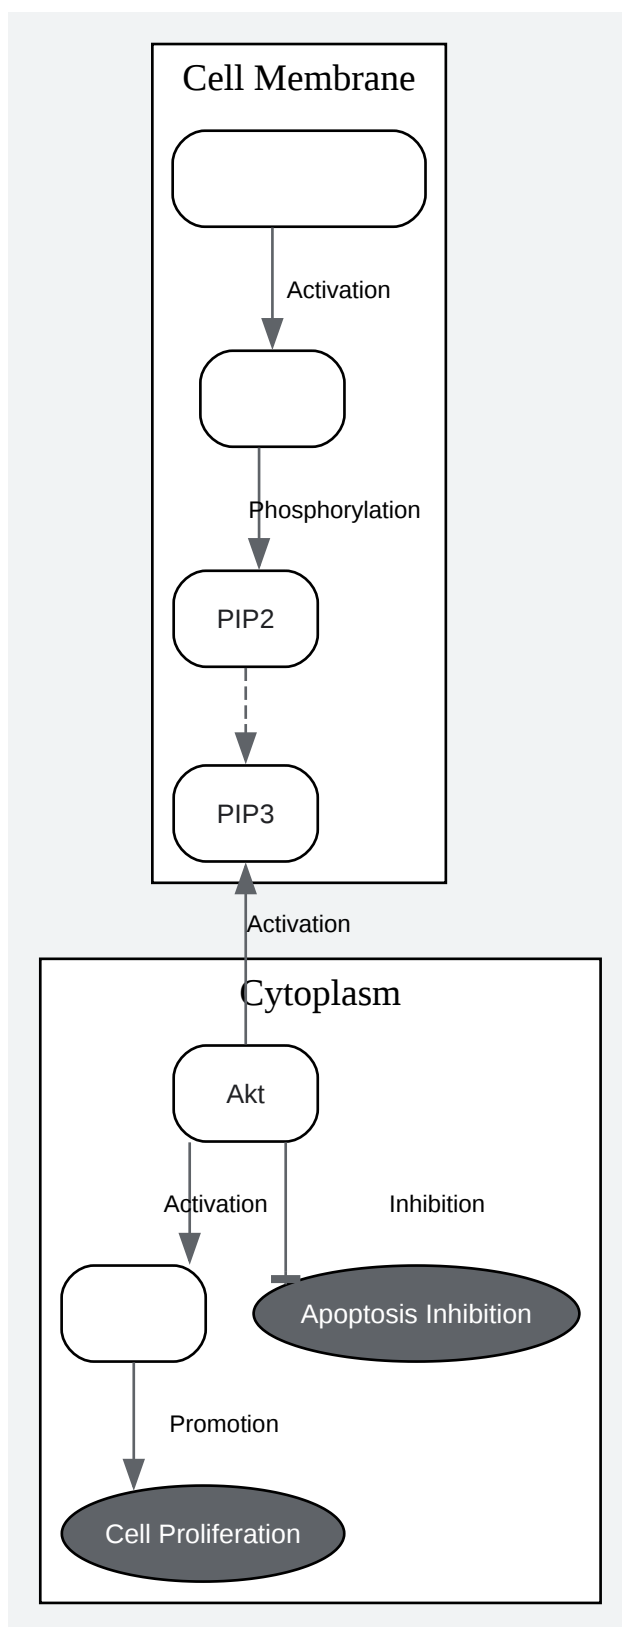 Cell Membrane
Activation
Phosphorylation
PIP2
PIP3
Activation
Cytoplasm
Akt
Activation
Inhibition
Apoptosis Inhibition
Promotion
Cell Proliferation